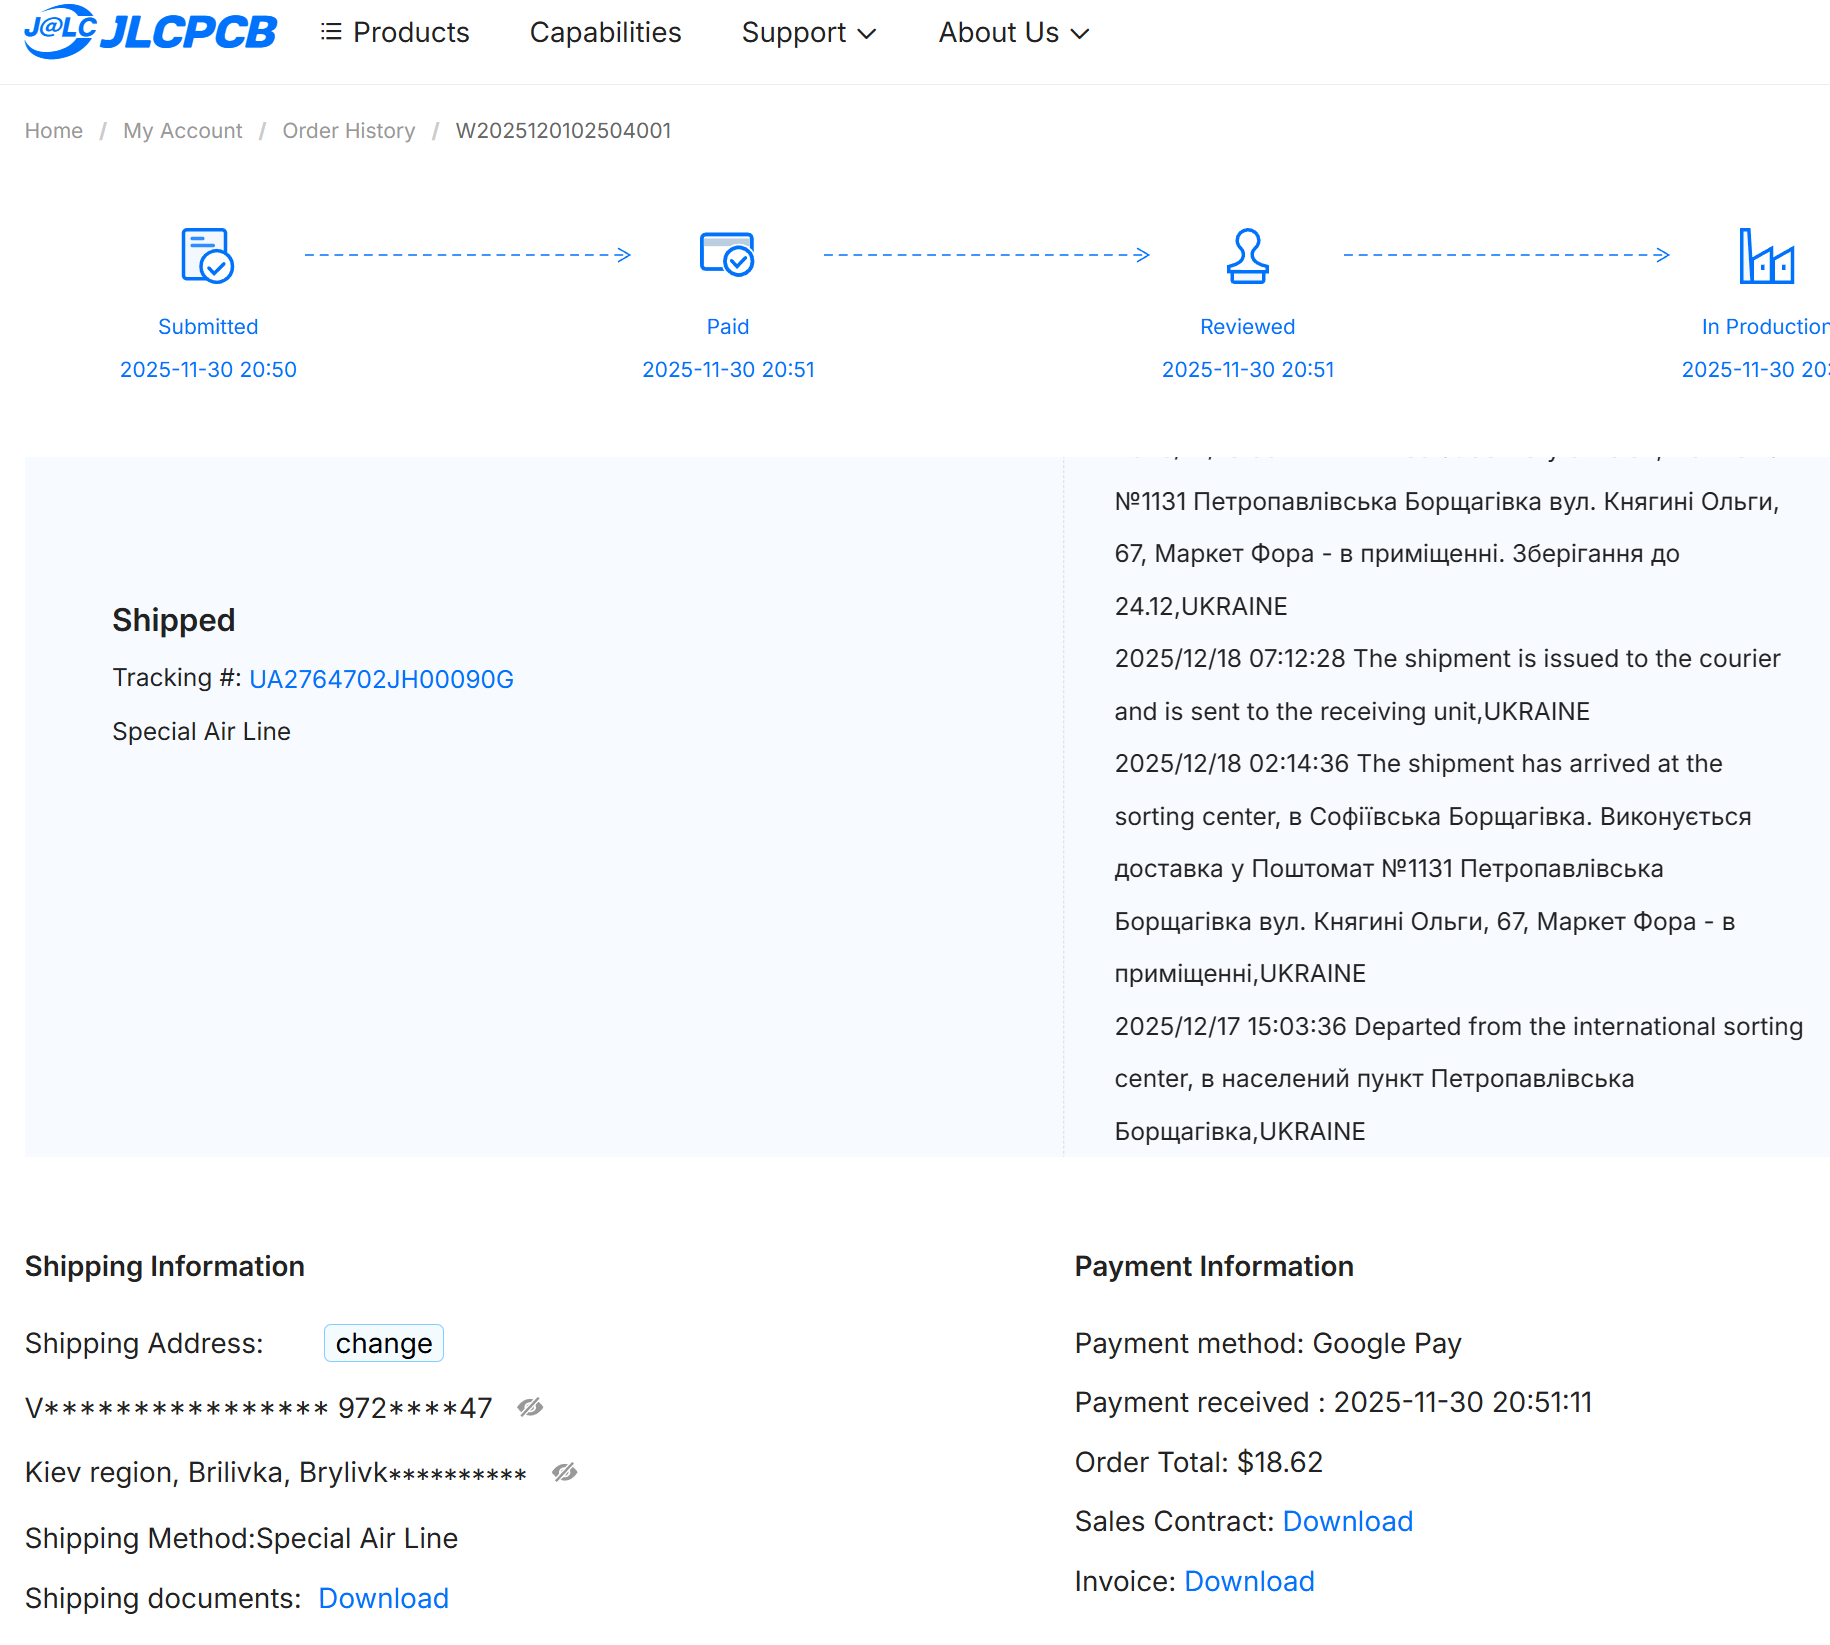 J@LC JLCPCB
Products
Capabilities
Support
About Us
Home / My Account / Order History / W2025120102504001
Submitted
2025-11-30 20:50
Paid
2025-11-30 20:51
Reviewed
2025-11-30 20:51
In Production
2025-11-30 20:
Shipped
Tracking #: UA2764702JH00090G
Special Air Line
№1131 Петропавлівська Борщагівка вул. Княгині Ольги,
67, Маркет Фора - в приміщенні. Зберігання до
24.12,UKRAINE
2025/12/18 07:12:28 The shipment is issued to the courier
and is sent to the receiving unit,UKRAINE
2025/12/18 02:14:36 The shipment has arrived at the
sorting center, в Софіївська Борщагівка. Виконується
доставка у Поштомат №1131 Петропавлівська
Борщагівка вул. Княгині Ольги, 67, Маркет Фора - в
приміщенні,UKRAINE
2025/12/17 15:03:36 Departed from the international sorting
center, в населений пункт Петропавлівська
Борщагівка,UKRAINE
Shipping Information
Shipping Address: change
V**************** 972****47
Kiev region, Brilivka, Brylivk**********
Shipping Method:Special Air Line
Shipping documents: Download
Payment Information
Payment method: Google Pay
Payment received : 2025-11-30 20:51:11
Order Total: $18.62
Sales Contract: Download
Invoice: Download